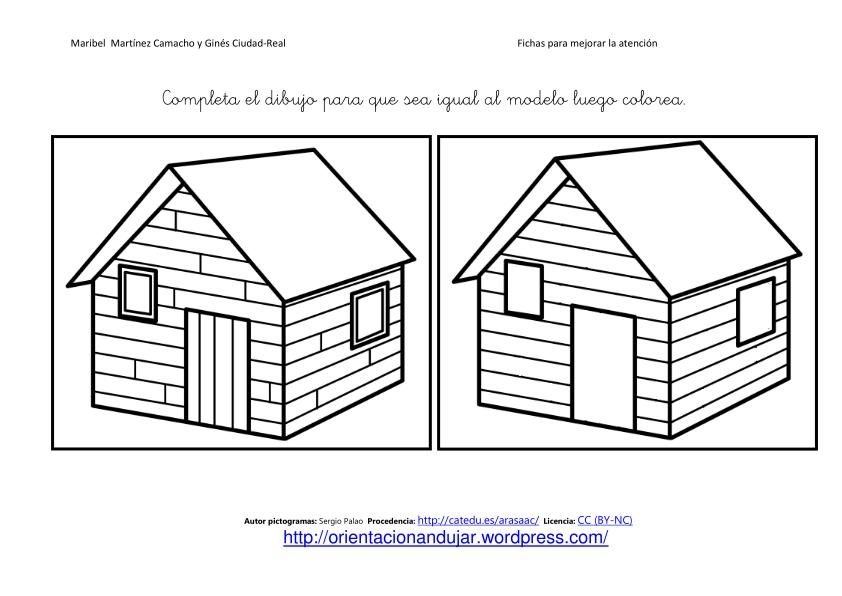 Maribel Martínez Camacho y Ginés Ciudad-Real
Fichas para mejorar la atención
Completa el dibujo para que sea igual al modelo luego colorea.
Autor pictogramas: Sergio Palao Procedencia: http://catedu.es/arasaac/ Licencia: CC (BY-NC)
http://orientacionandujar.wordpress.com/